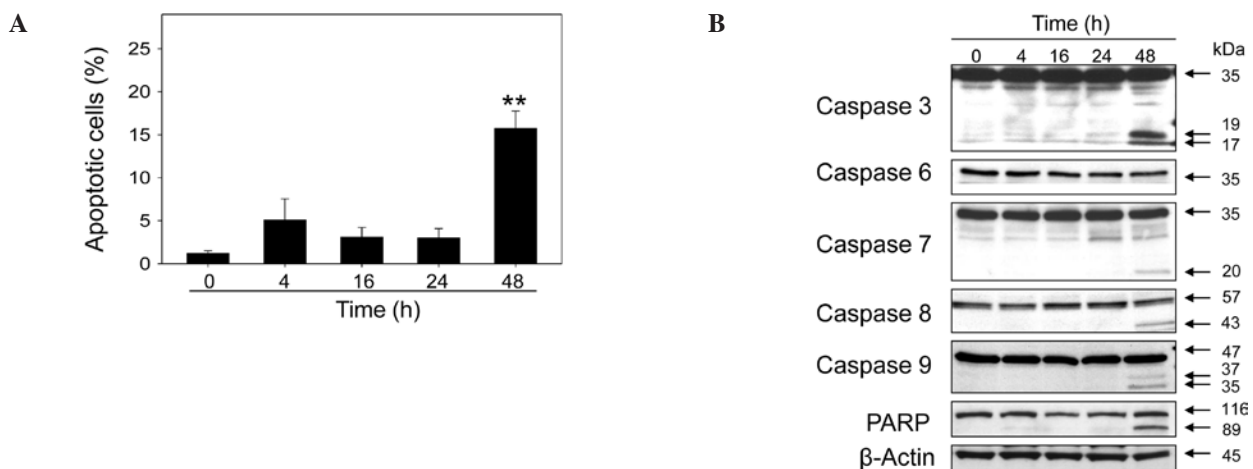 A
Apoptotic cells (%)
25
20
15
10
5
0
**
0 4 16 24 48
Time (h)
B
Time (h)
0 4 16 24 48
kDa
Caspase 3
35
19
17
Caspase 6
35
Caspase 7
35
20
Caspase 8
57
43
Caspase 9
47
37
35
PARP
116
89
β-Actin
45